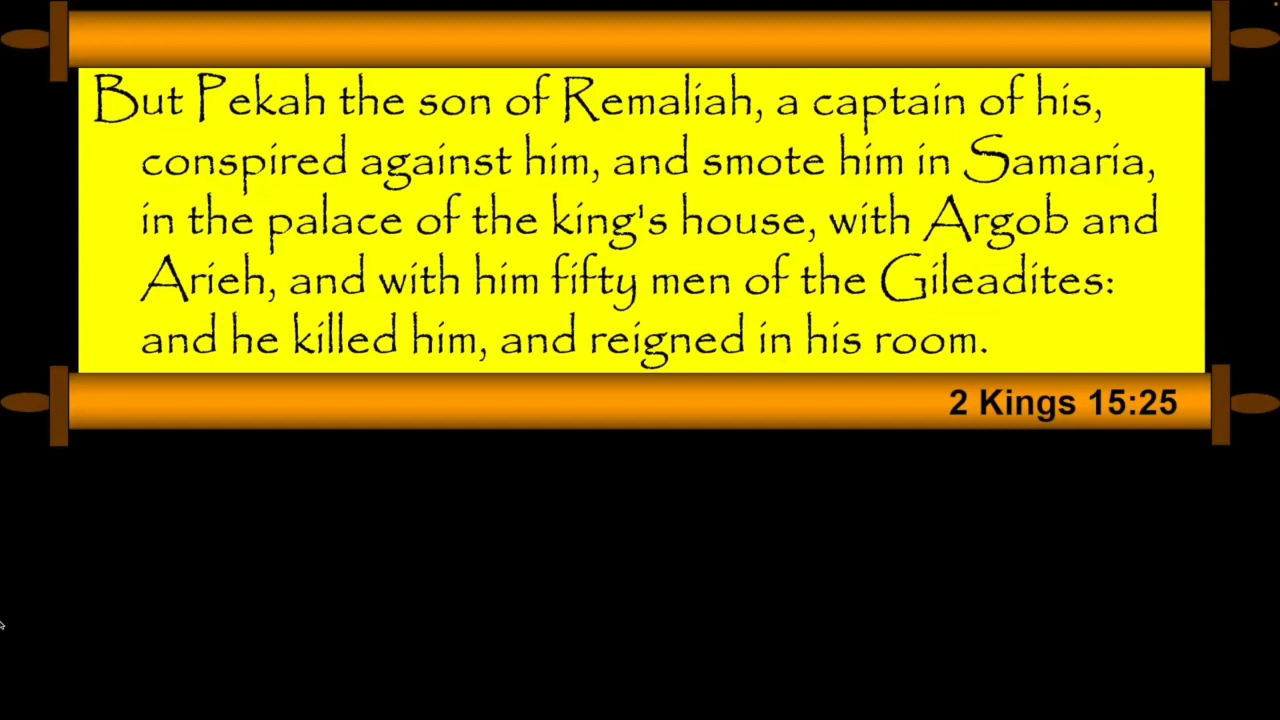 But Pekah the son of Remaliah, a captain of his,
conspired against him, and smote him in Samaria,
in the palace of the king's house, with Argob and
Arieh, and with him fifty men of the Gileadites:
and he killed him, and reigned in his room.
2 Kings 15:25